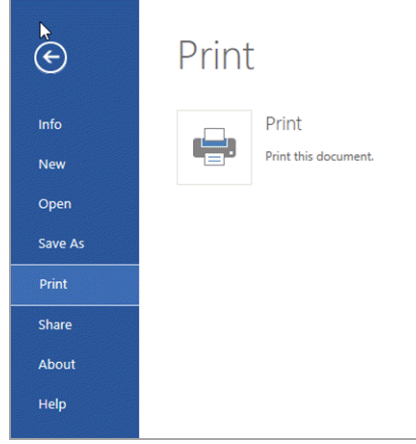 Print
Info
New
Open
Save As
Print
Share
About
Help
Print
Print this document.